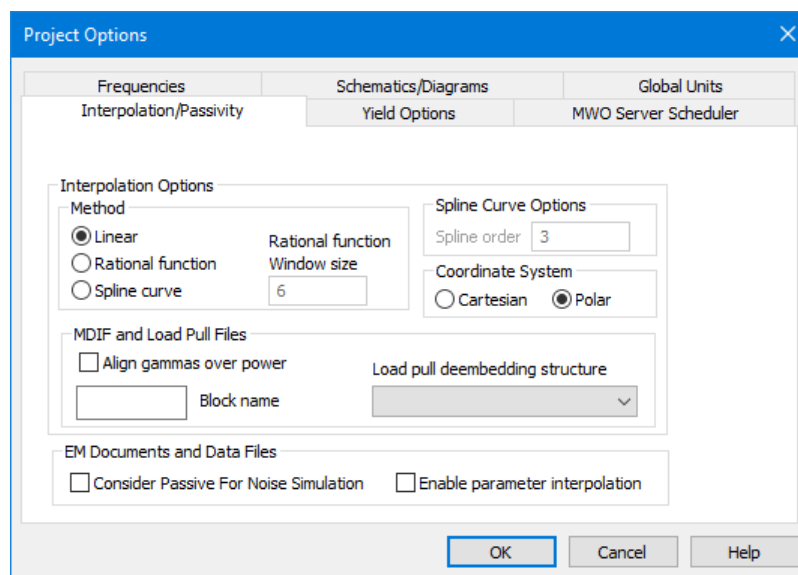 Project Options
Frequencies
Schematics/Diagrams
Global Units
Interpolation/Passivity
Yield Options
MWO Server Scheduler
Interpolation Options
Method
Linear
Rational function
Spline curve
Rational function
Window size
6
Spline Curve Options
Spline order 3
Coordinate System
Cartesian Polar
MDIF and Load Pull Files
Align gammas over power
Block name
Load pull deembedding structure
EM Documents and Data Files
Consider Passive For Noise Simulation
Enable parameter interpolation
OK
Cancel
Help